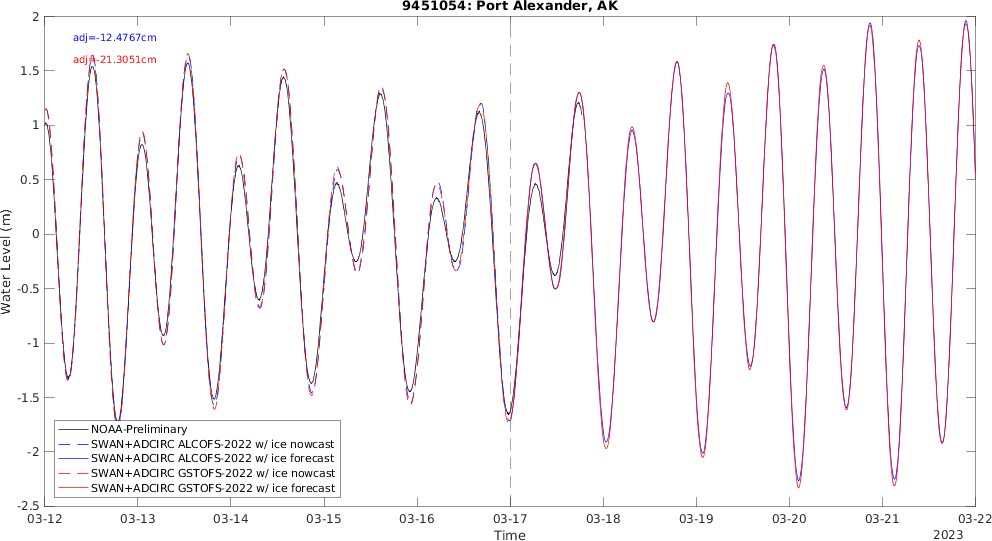 9451054: Port Alexander, AK
adj=-12.4767cm
adj=-21.3051cm
2
1.5
1
0.5
0
-0.5
-1
-1.5
-2
-2.5
Water Level (m)
NOAA-Preliminary
SWAN+ADCIRC ALCOFS-2022 w/ ice nowcast
SWAN+ADCIRC ALCOFS-2022 w/ ice forecast
SWAN+ADCIRC GSTOFS-2022 w/ ice nowcast
SWAN+ADCIRC GSTOFS-2022 w/ ice forecast
03-12 03-13 03-14 03-15 03-16 03-17 03-18 03-19 03-20 03-21 03-22
Time
2023